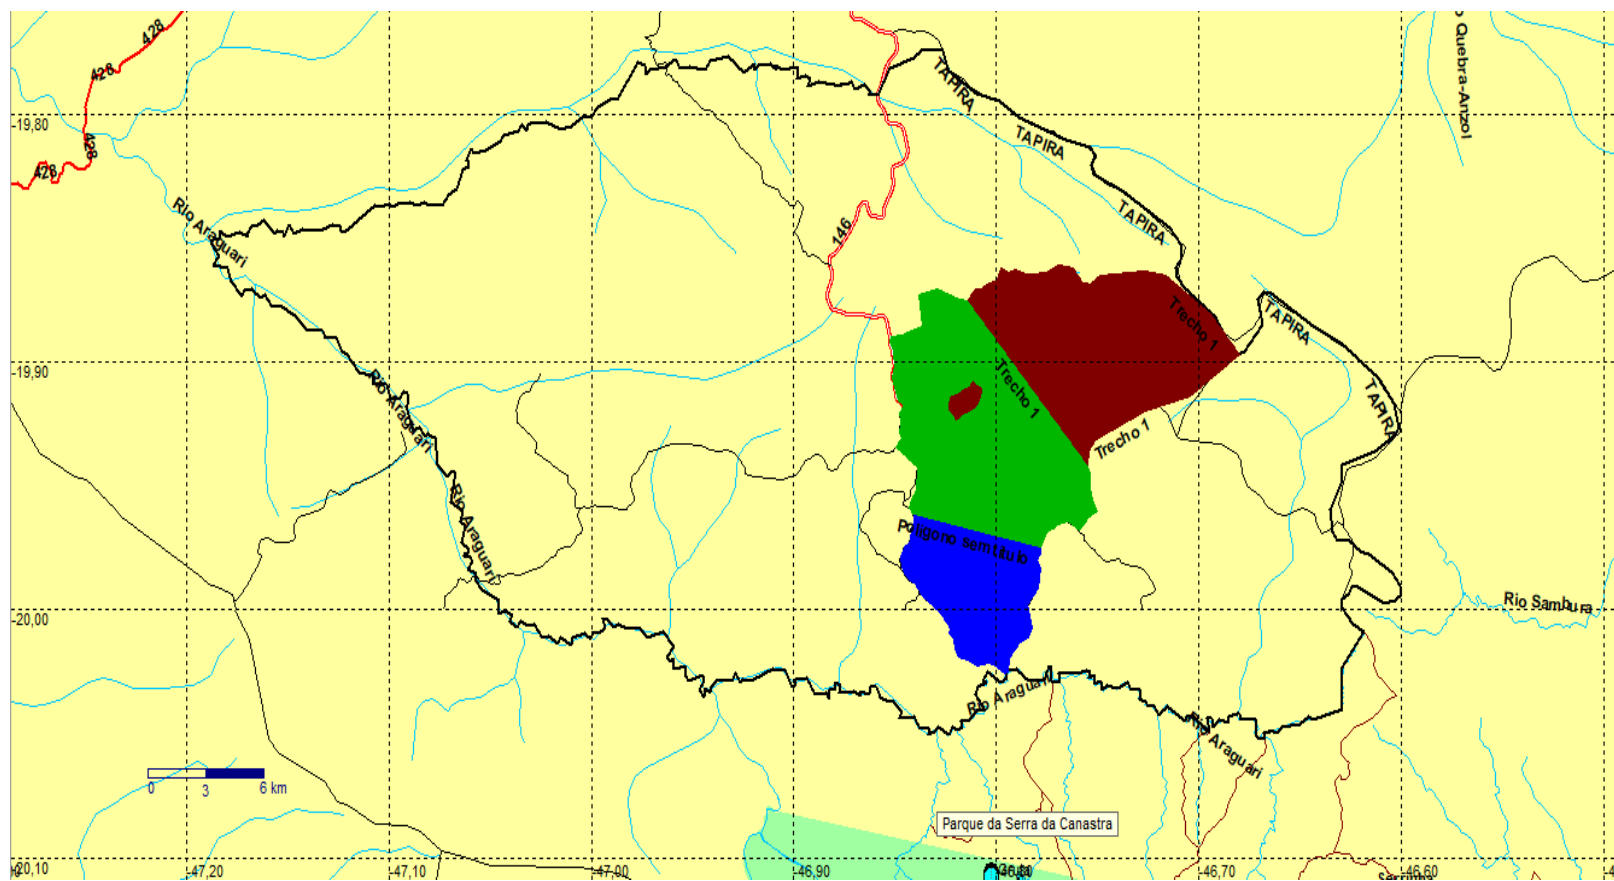 428
428
428
428
Rio Quebra-Anzol
TAPIRA
-19,80
TAPIRA
Rio Araguari
146
TAPIRA
Trecho 1
TAPIRA
-19,90
Trecho 1
Rio Araguari
TAPIRA
Trecho 1
Rio Araguari
Polígono sem título
-20,00
Rio Sambura
Rio Araguari
Rio Araguari
0 3 6 km
Parque da Serra da Canastra
-20,10
-47,20
-47,10
-47,00
-46,90
-46,70
-46,60